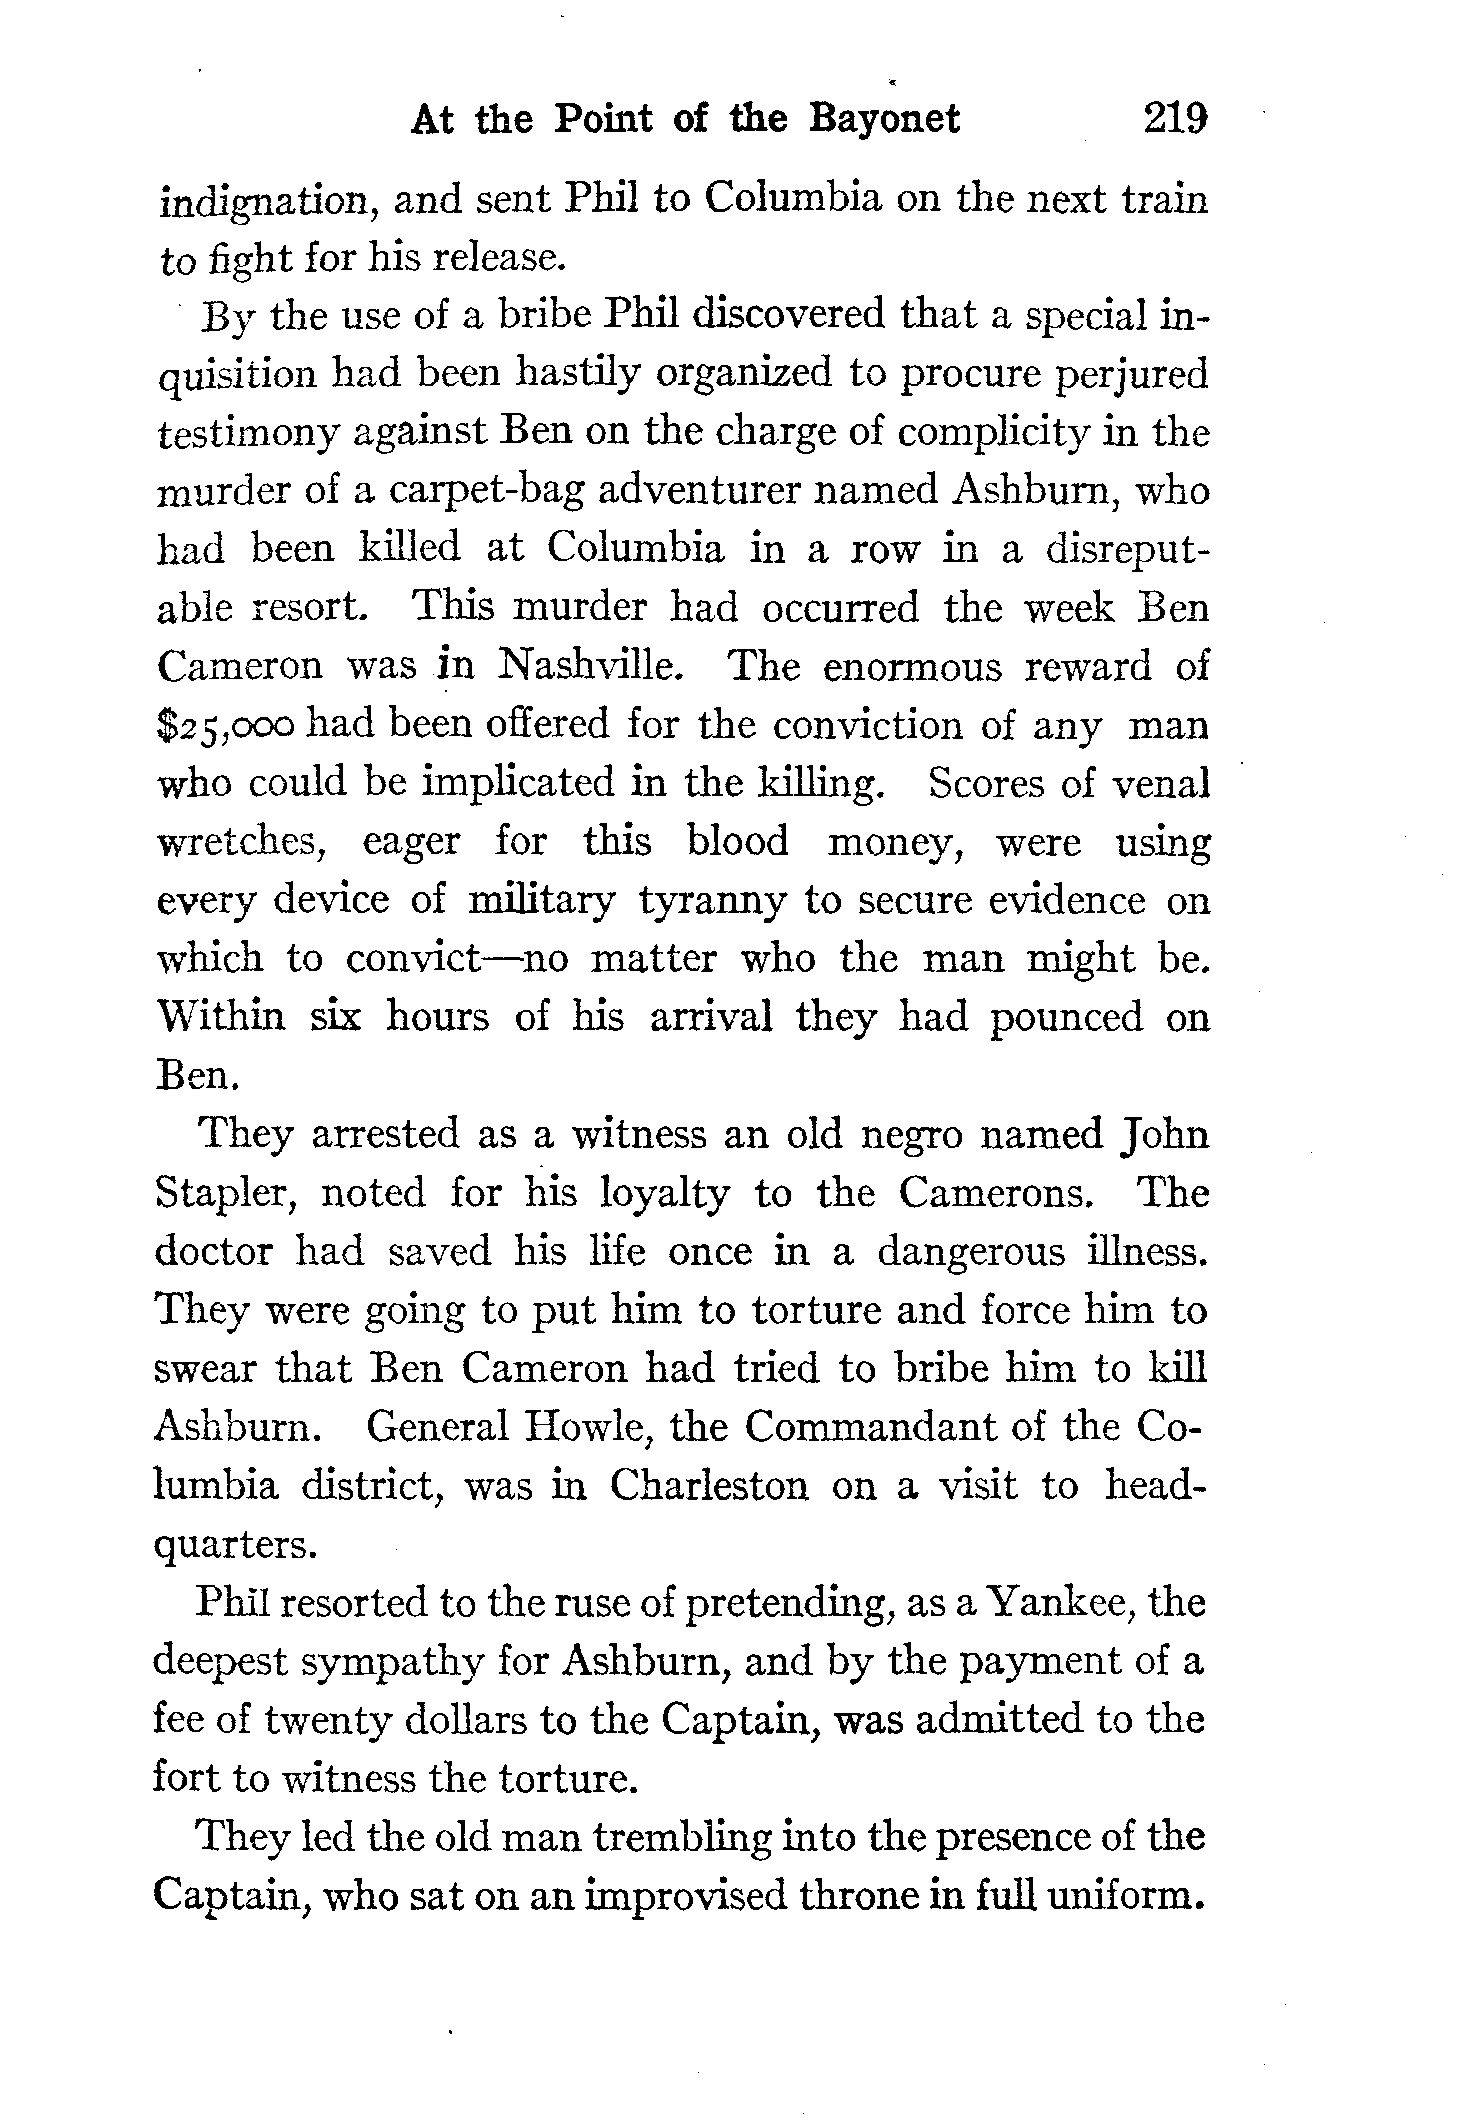 At the Point of the Bayonet 219
indignation, and sent Phil to Columbia on the next train
to fight for his release.
By the use of a bribe Phil discovered that a special in-
quisition had been hastily organized to procure perjured
testimony against Ben on the charge of complicity in the
murder of a carpet-bag adventurer named Ashburn, who
had been killed at Columbia in a row in a disreput-
able resort. This murder had occurred the week Ben
Cameron was in Nashville. The enormous reward of
$25,000 had been offered for the conviction of any man
who could be implicated in the killing. Scores of venal
wretches, eager for this blood money, were using
every device of military tyranny to secure evidence on
which to convict—no matter who the man might be.
Within six hours of his arrival they had pounced on
Ben.
They arrested as a witness an old negro named John
Stapler, noted for his loyalty to the Camerons. The
doctor had saved his life once in a dangerous illness.
They were going to put him to torture and force him to
swear that Ben Cameron had tried to bribe him to kill
Ashburn. General Howle, the Commandant of the Co-
lumbia district, was in Charleston on a visit to head-
quarters.
Phil resorted to the ruse of pretending, as a Yankee, the
deepest sympathy for Ashburn, and by the payment of a
fee of twenty dollars to the Captain, was admitted to the
fort to witness the torture.
They led the old man trembling into the presence of the
Captain, who sat on an improvised throne in full uniform.